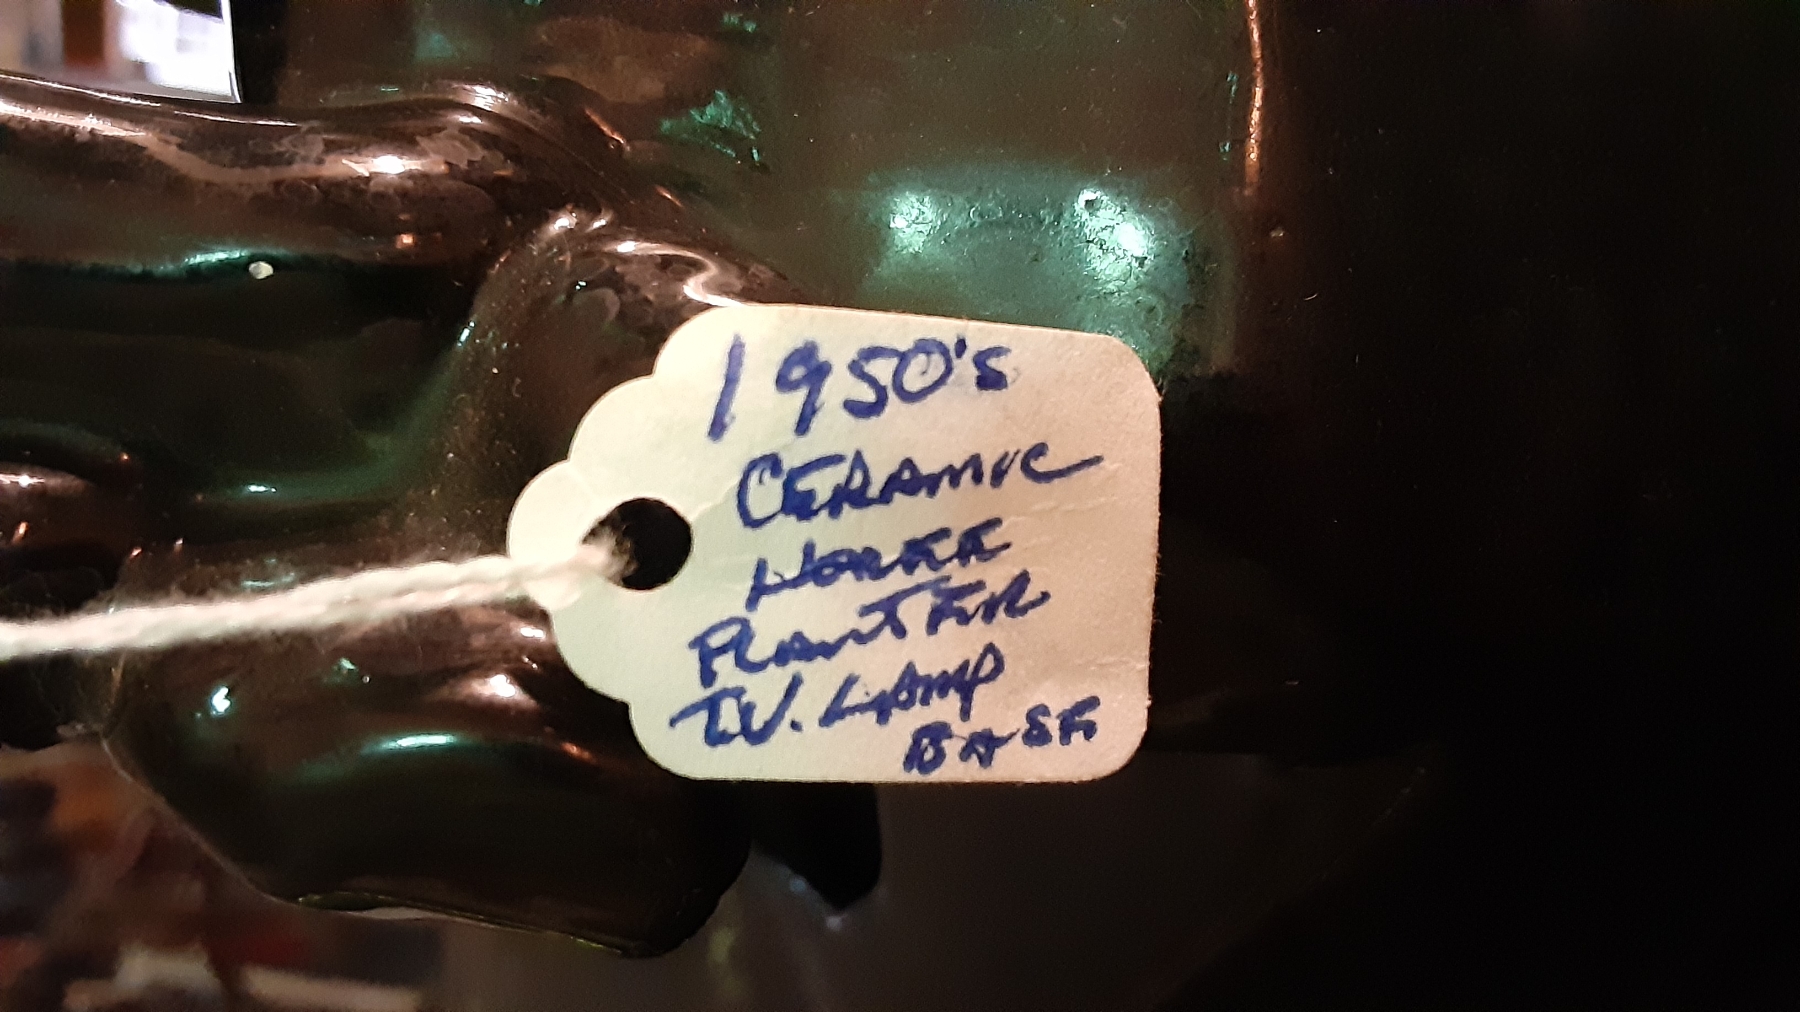 1950's
CERAMIC
HORSE
PLANTER
T.V. LAMP
BASE